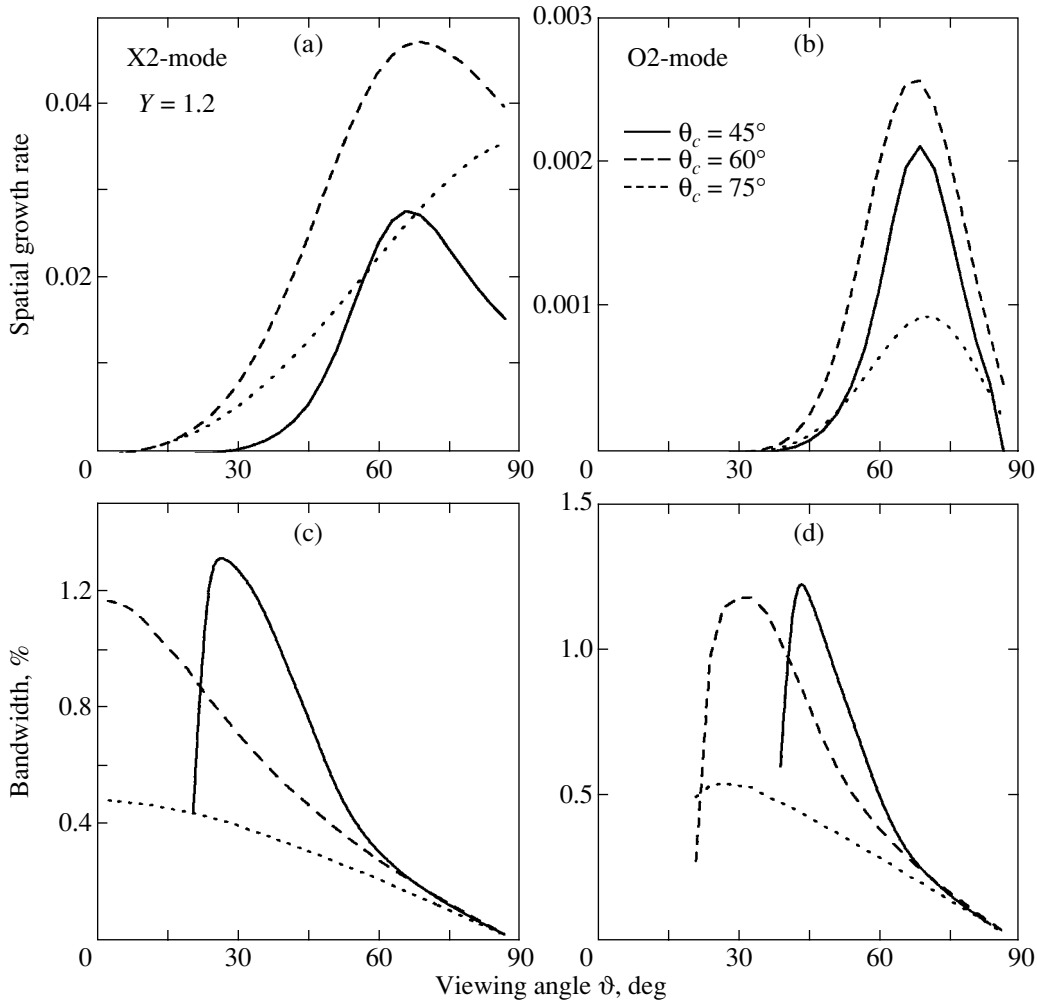 0.003
(a)
(b)
X2-mode
O2-mode
Y = 1.2
0.04
θc = 45°
θc = 60°
0.002
θc = 75°
Spatial growth rate
0.02
0.001
0 30 60 90
0 30 60 90
1.5
(c)
(d)
1.2
1.0
0.8
Bandwidth, %
0.5
0.4
0 30 60 90
0 30 60 90
Viewing angle ϑ, deg